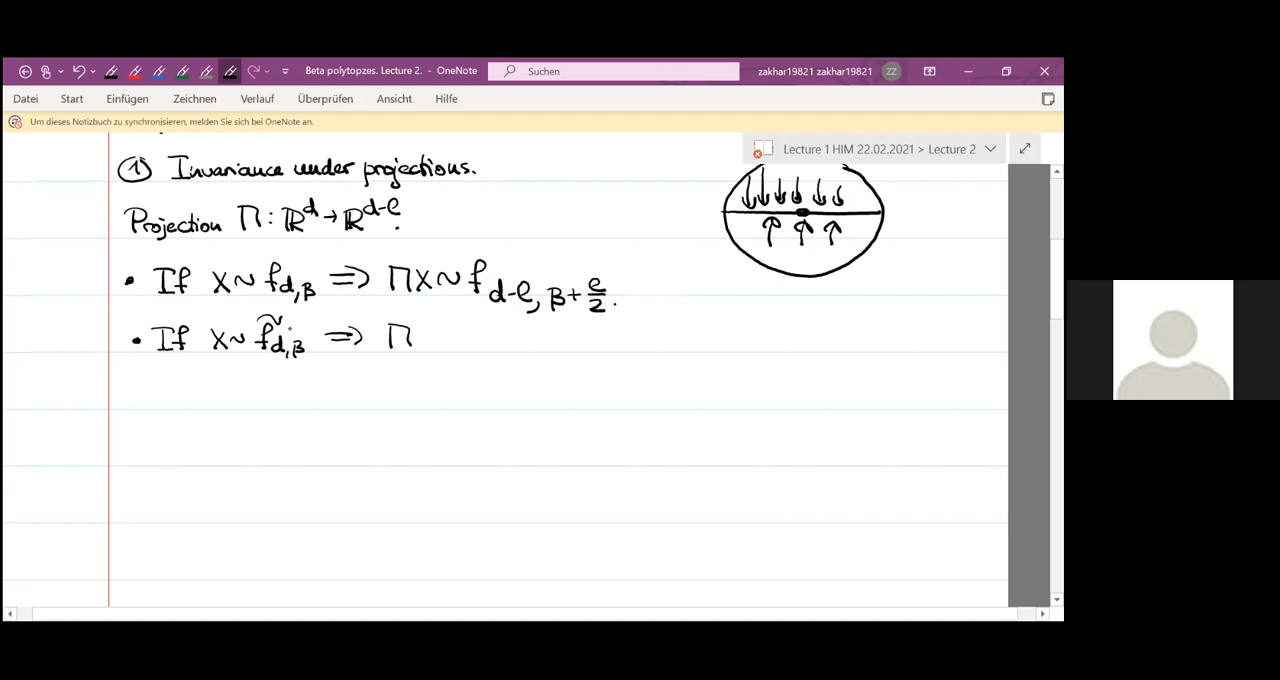 Beta polytopzes. Lecture 2. - OneNote
Suchen
zakhar19821 zakhar19821
ZZ
Datei Start Einfügen Zeichnen Verlauf Überprüfen Ansicht Hilfe
Um dieses Notizbuch zu synchronisieren, melden Sie sich bei OneNote an.
Lecture 1 HIM 22.02.2021 > Lecture 2
① Invariance under projections.
Projection Π: ℝ^d → ℝ^{d-ℓ}.
• If X ~ f_{d,β} ⟹ ΠX ~ f_{d-ℓ, β+ℓ/2}.
• If X ~ f̃_{d,β} ⟹ Π